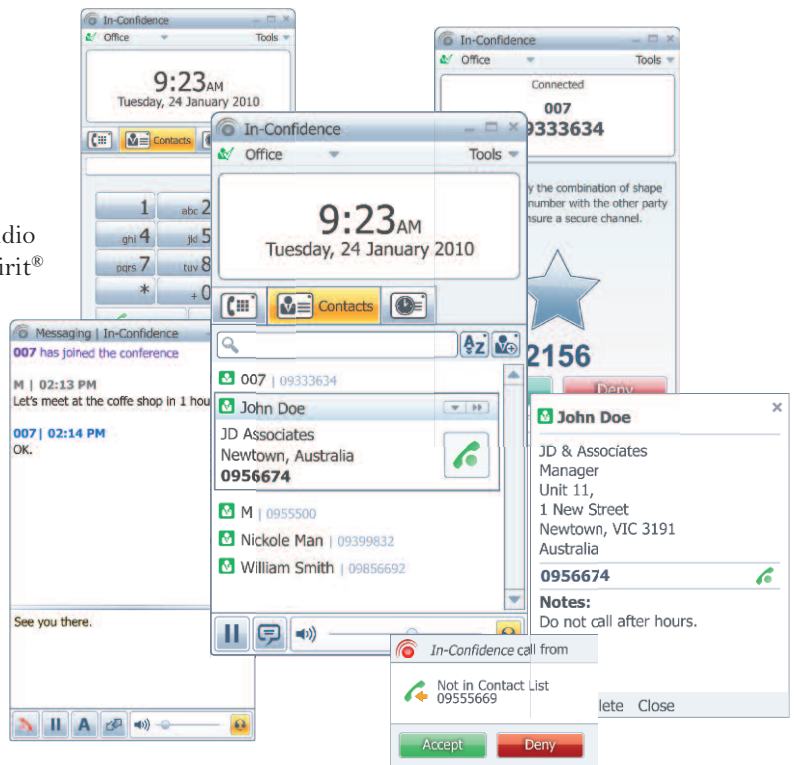 In-Confidence
Office
Tools
9:23AM
Tuesday, 24 January 2010
Contacts
1
abc 2
ghi 4
jkl 5
pqrs 7
tuv 8
*
+ 0
In-Confidence
Office
Tools
Connected
007
09333634
y the combination of shape
number with the other party
nsure a secure channel.
2156
Deny
dio
irit®
Messaging | In-Confidence
007 has joined the conference
M | 02:13 PM
Let's meet at the coffe shop in 1 hou
007 | 02:14 PM
OK.
See you there.
A
In-Confidence
Office
Tools
9:23AM
Tuesday, 24 January 2010
Contacts
AZ
007 | 09333634
John Doe
JD Associates
Newtown, Australia
0956674
M | 0955500
Nickole Man | 09399832
William Smith | 09856692
John Doe
JD & Associates
Manager
Unit 11,
1 New Street
Newtown, VIC 3191
Australia
0956674
Notes:
Do not call after hours.
lete Close
In-Confidence call from
Not in Contact List
09555669
Accept
Deny